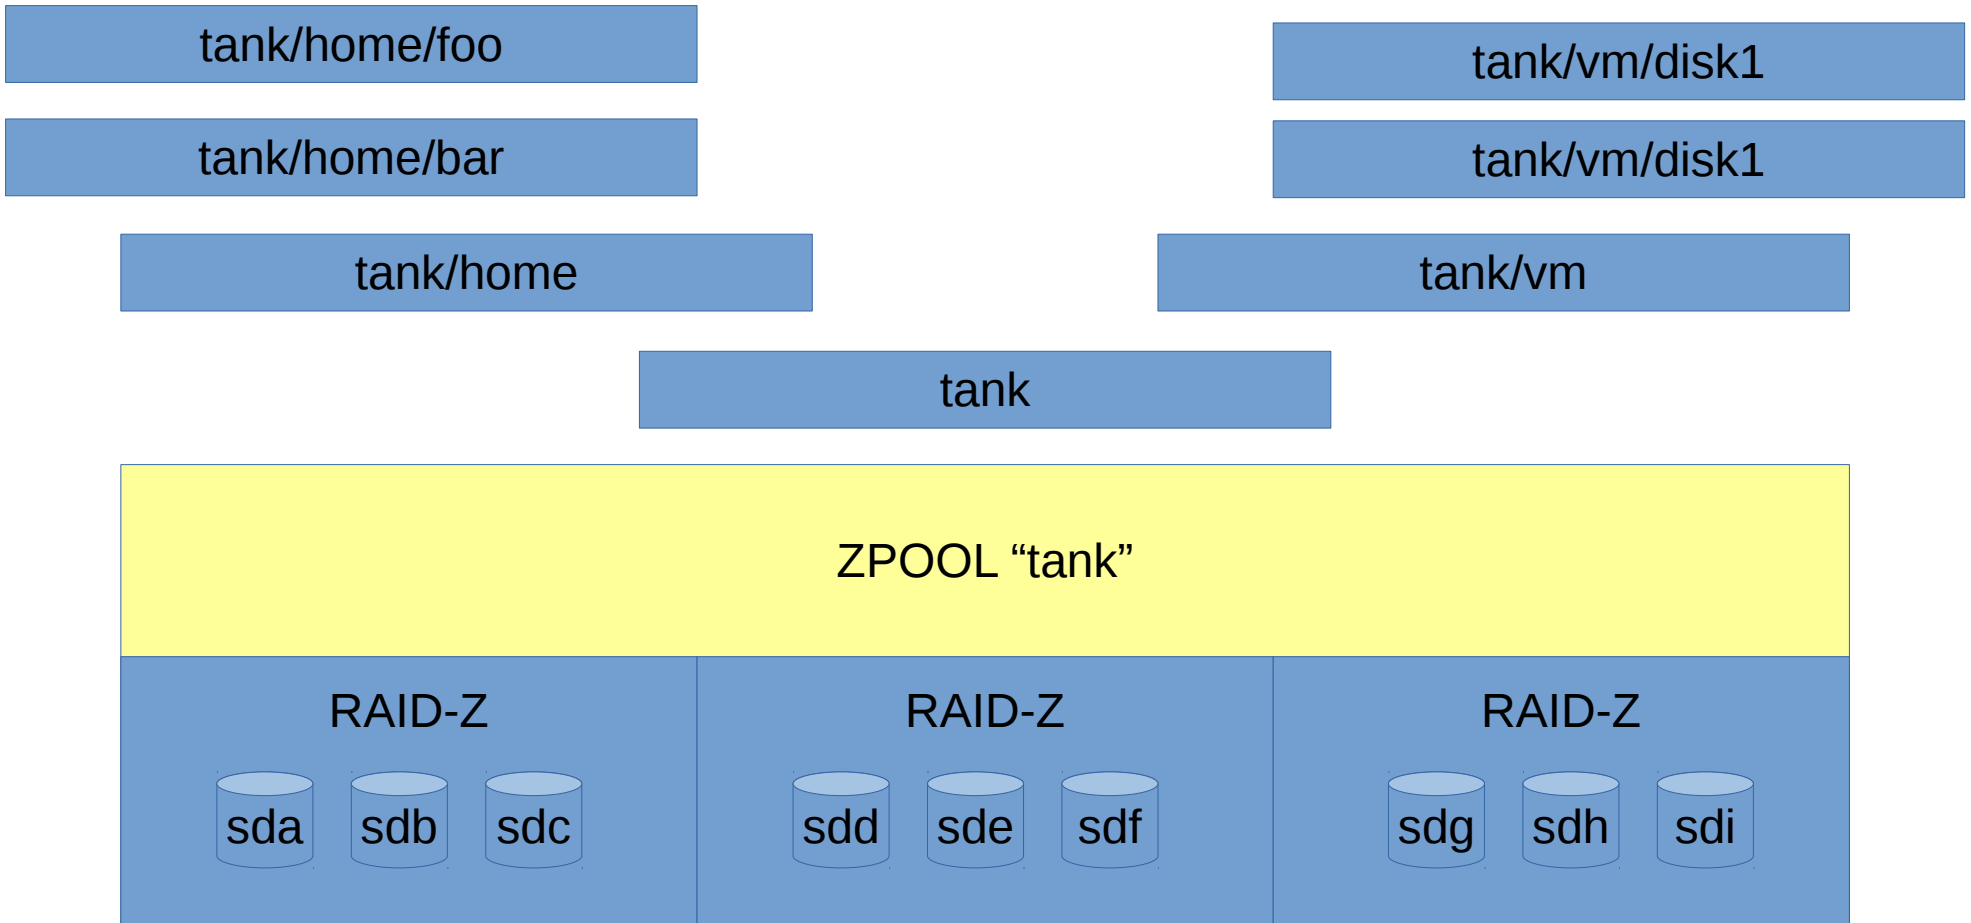 tank/home/foo
tank/vm/disk1
tank/home/bar
tank/vm/disk1
tank/home
tank/vm
tank
ZPOOL “tank”
RAID-Z
RAID-Z
RAID-Z
sda
sdb
sdc
sdd
sde
sdf
sdg
sdh
sdi